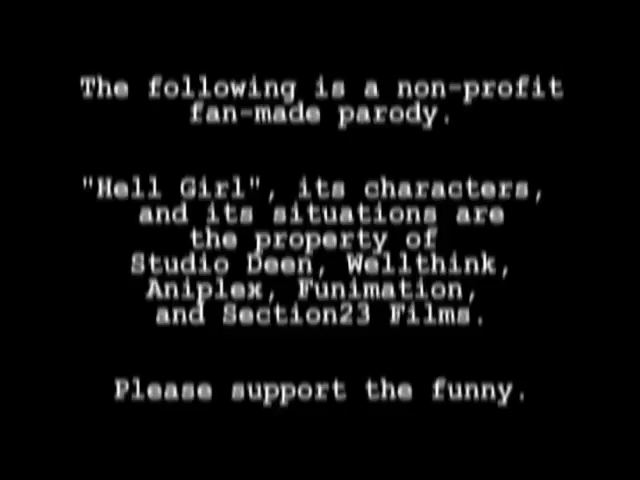 The following is a non-profit
fan-made parody.
"Hell Girl", its characters,
and its situations are
the property of
Studio Deen, Wellthink,
Aniplex, Funimation,
and Section23 Films.
Please support the funny.